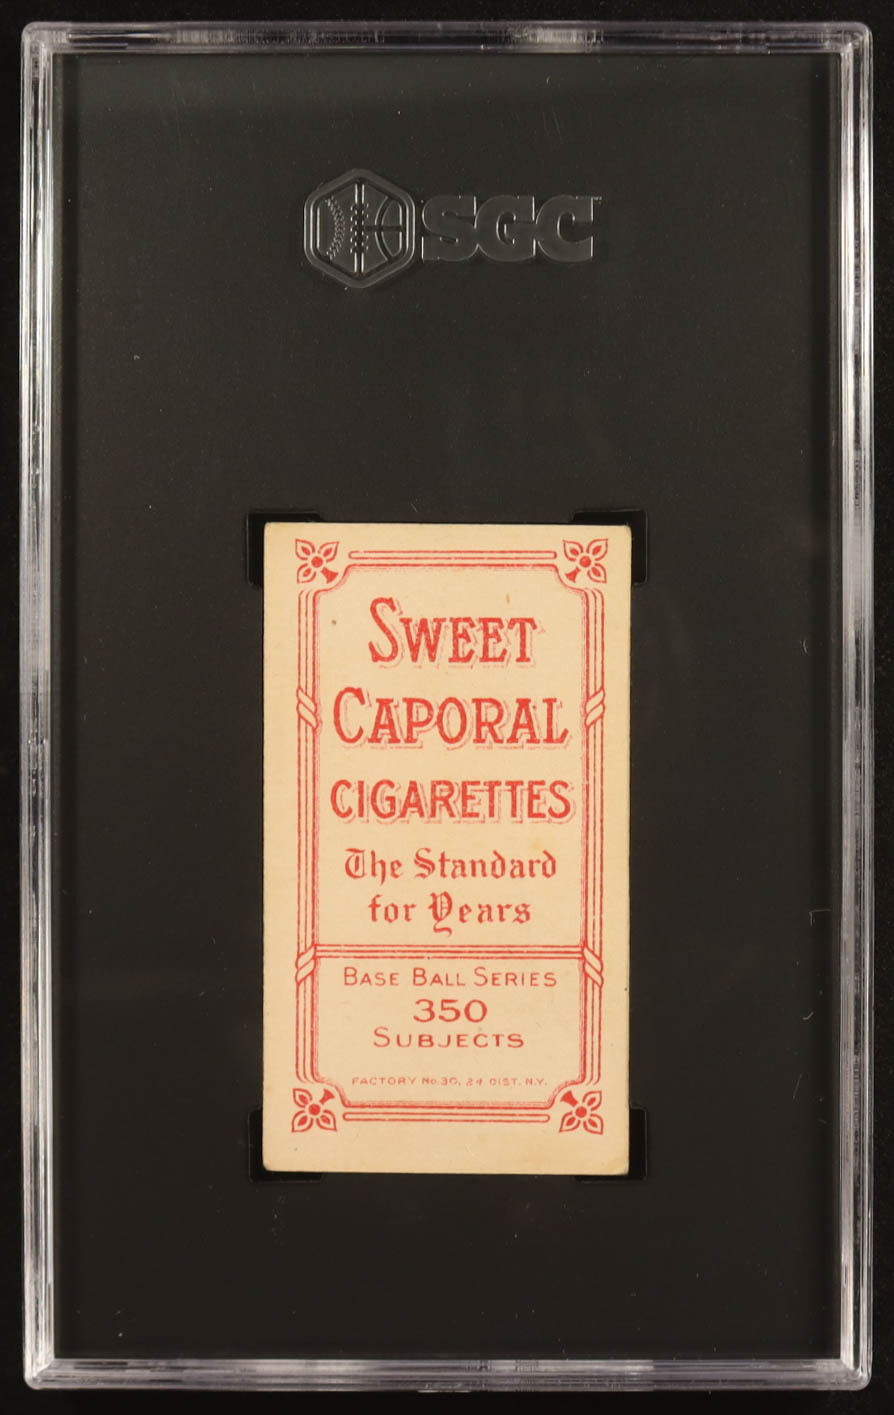 SGC
SWEET
CAPORAL
CIGARETTES
The Standard
for Years
BASE BALL SERIES
350
SUBJECTS
FACTORY No. 30, 2d DIST. N.Y.